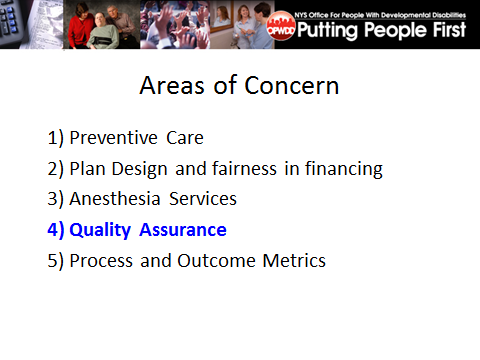 NYS Office For People With Developmental Disabilities
OPWDD Putting People First
Areas of Concern
1) Preventive Care
2) Plan Design and fairness in financing
3) Anesthesia Services
4) Quality Assurance
5) Process and Outcome Metrics